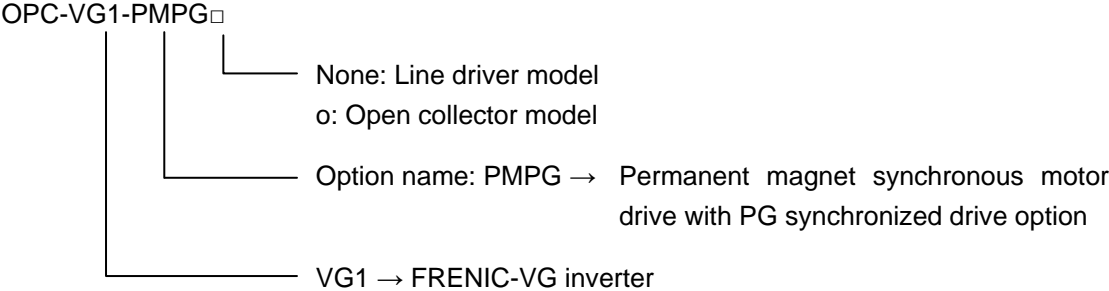 OPC-VG1-PMPG□
None: Line driver model
o: Open collector model
Option name: PMPG → Permanent magnet synchronous motor
drive with PG synchronized drive option
VG1 → FRENIC-VG inverter